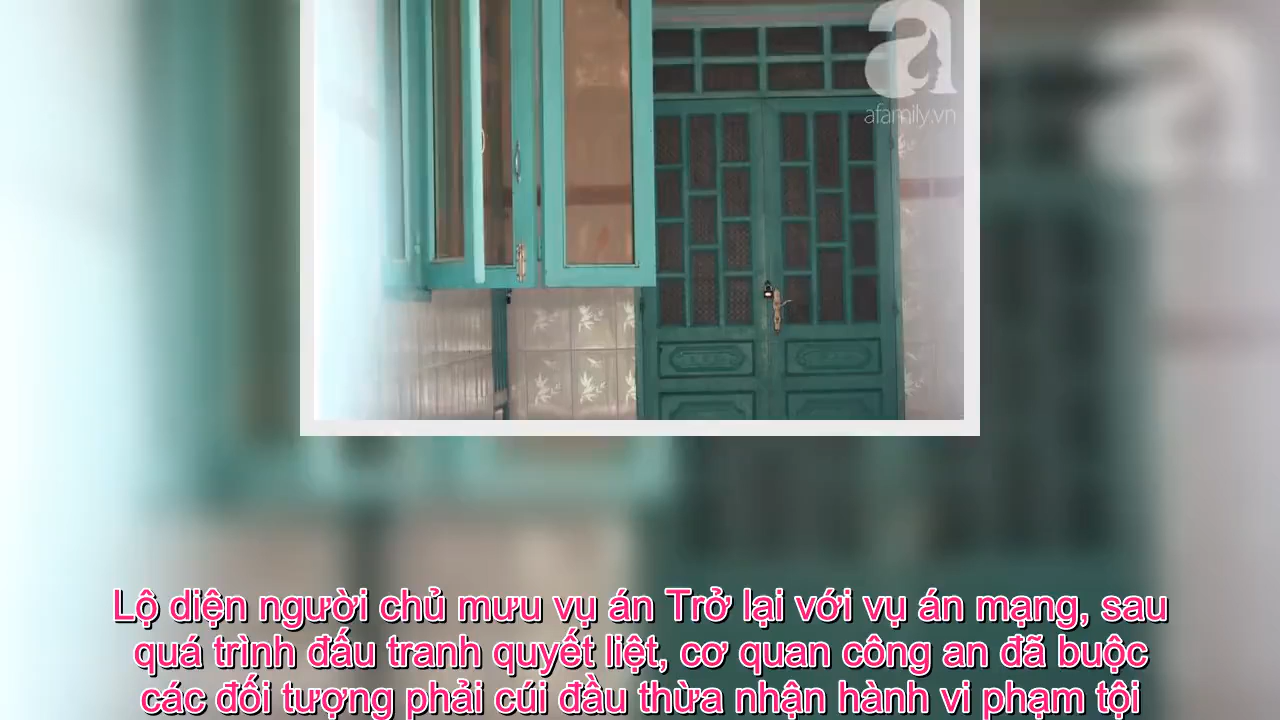 a
afamily.vn
Lộ diện người chủ mưu vụ án Trở lại với vụ án mạng, sau
quá trình đấu tranh quyết liệt, cơ quan công an đã buộc
các đối tượng phải cúi đầu thừa nhận hành vi phạm tội